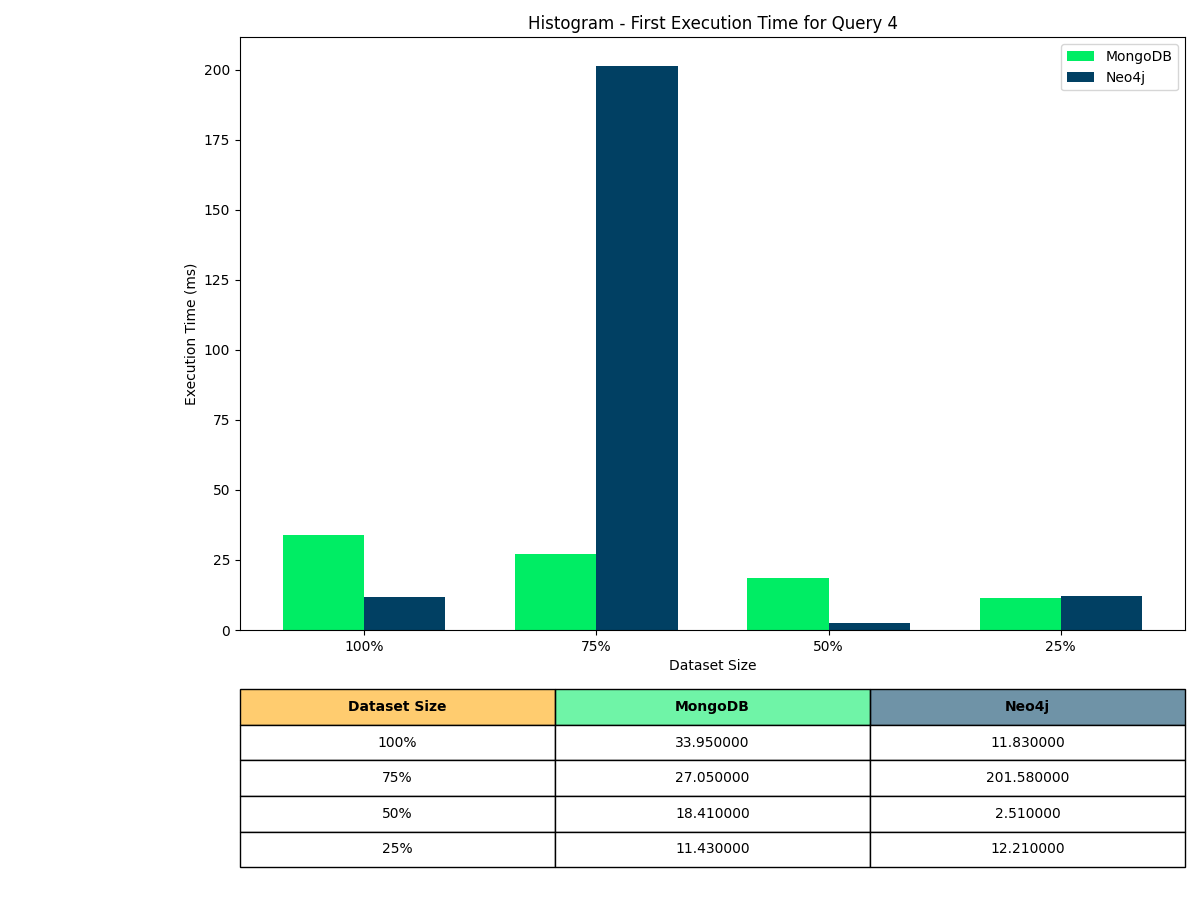 Histogram - First Execution Time for Query 4
MongoDB
Neo4j
Execution Time (ms)
200
175
150
125
100
75
50
25
0
100% 75% 50% 25%
Dataset Size
Dataset Size MongoDB Neo4j
100% 33.950000 11.830000
75% 27.050000 201.580000
50% 18.410000 2.510000
25% 11.430000 12.210000